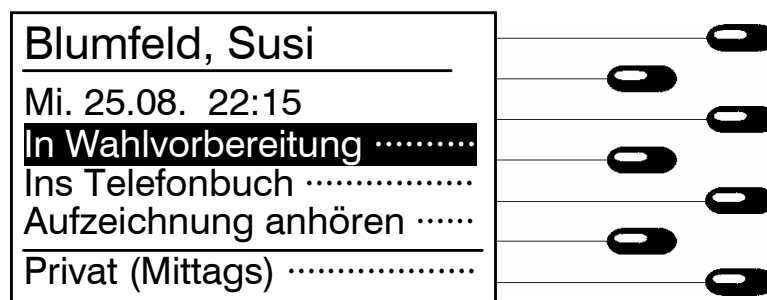 Blumfeld, Susi
Mi. 25.08.  22:15
In Wahlvorbereitung ··········
Ins Telefonbuch ·················
Aufzeichnung anhören ······
Privat (Mittags) ···················